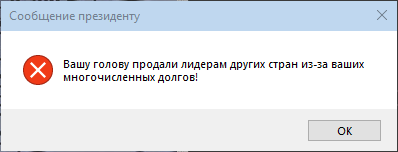 Сообщение президенту
Вашу голову продали лидерам других стран из-за ваших
многочисленных долгов!
OK